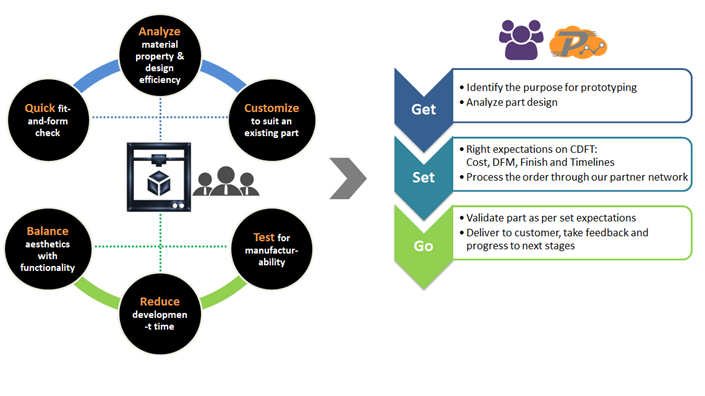 Analyze
material
property &
design
efficiency
Quick fit-
and-form
check
Customize
to suit an
existing part
Balance
aesthetics
with
functionality
Test for
manufactur-
ability
Reduce
developmen
-t time
P
Get
• Identify the purpose for prototyping
• Analyze part design
Set
• Right expectations on CDFT:
Cost, DFM, Finish and Timelines
• Process the order through our partner network
Go
• Validate part as per set expectations
• Deliver to customer, take feedback and
progress to next stages